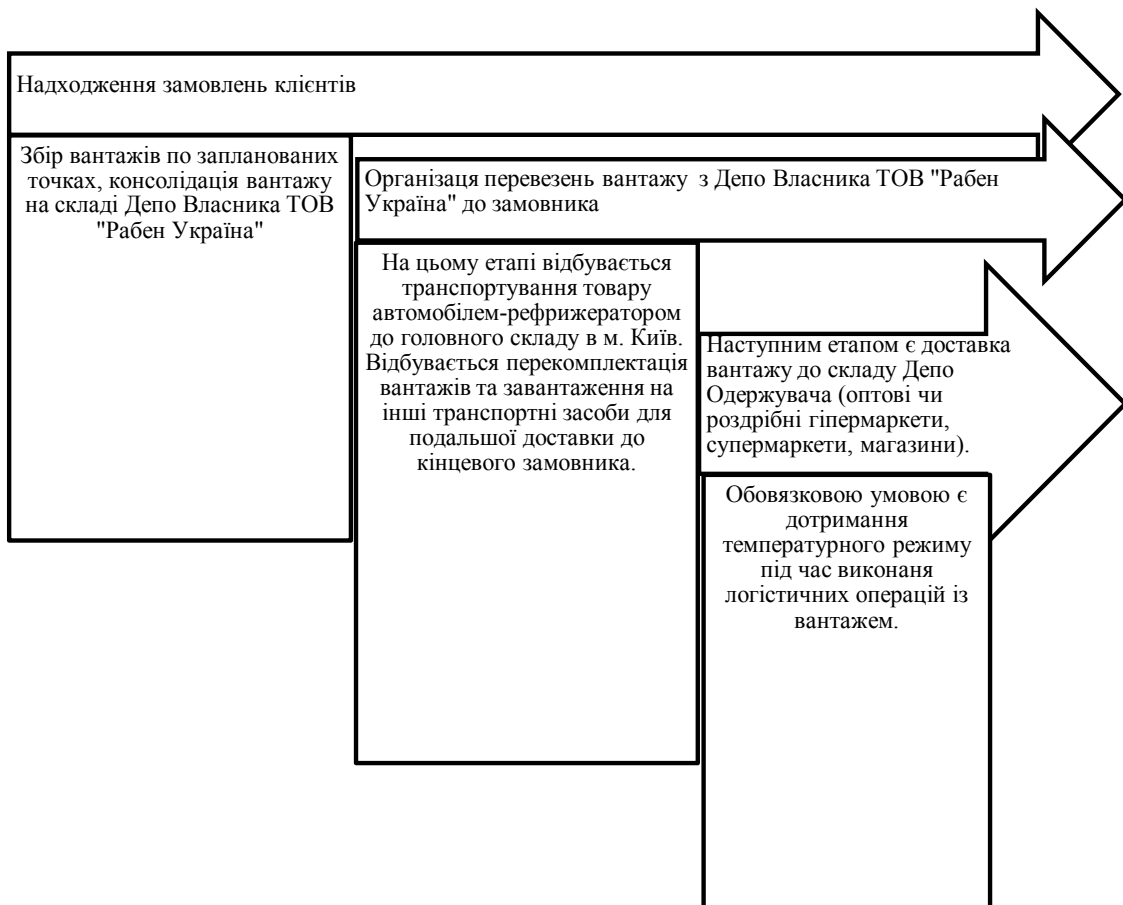 Надходження замовлень клієнтів
Збір вантажів по запланованих
точках, консолідація вантажу
на складі Депо Власника ТОВ
"Рабен Україна"
Організаця перевезень вантажу з Депо Власника ТОВ "Рабен
Україна" до замовника
На цьому етапі відбувається
транспортування товару
автомобілем-рефрижератором
до головного складу в м. Київ.
Відбувається перекомплектація
вантажів та завантаження на
інші транспортні засоби для
подальшої доставки до
кінцевого замовника.
Наступним етапом є доставка
вантажу до складу Депо
Одержувача (оптові чи
роздрібні гіпермаркети,
супермаркети, магазини).
Обовязковою умовою є
дотримання
температурного режиму
під час виконаня
логістичних операцій із
вантажем.